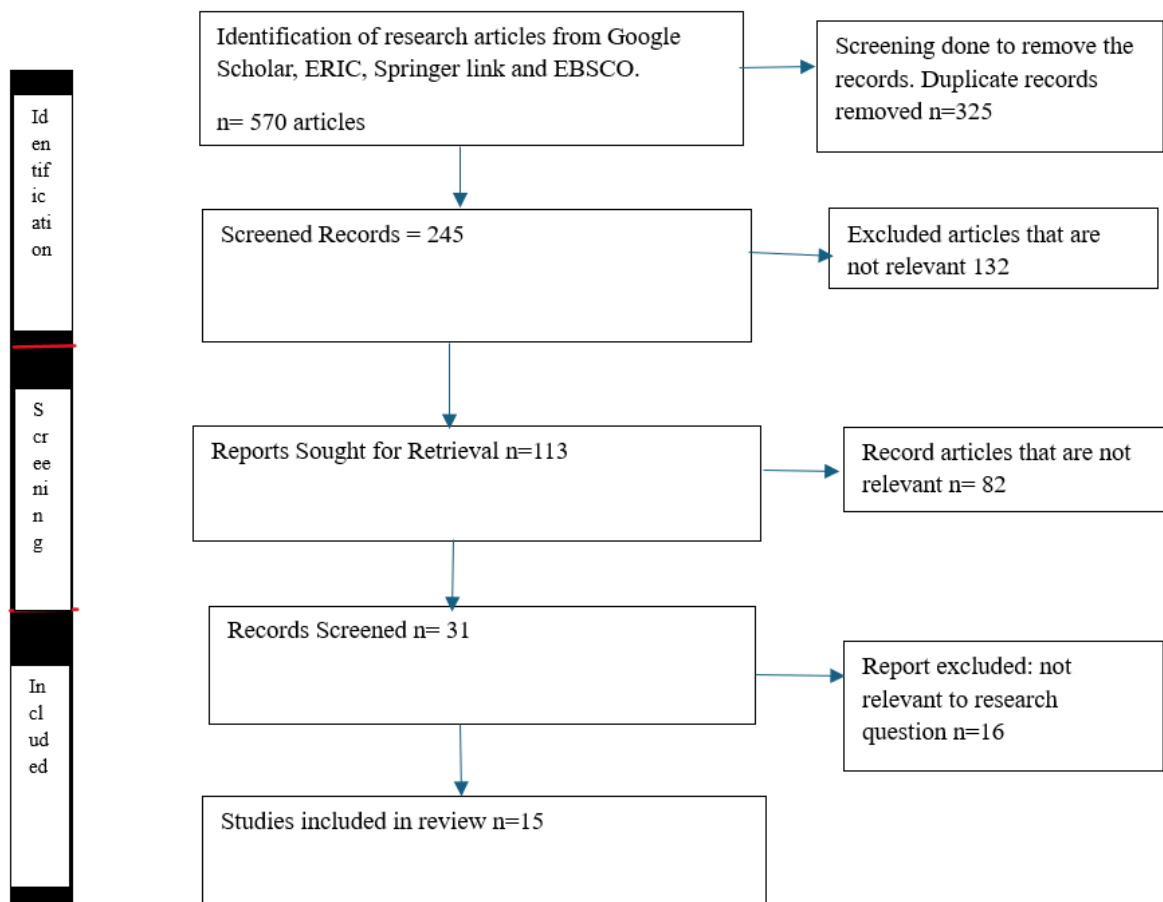 Identification of research articles from Google
Scholar, ERIC, Springer link and EBSCO.
n= 570 articles
Screening done to remove the
records. Duplicate records
removed n=325
Id
en
tif
ic
ati
on
Screened Records = 245
Excluded articles that are
not relevant 132
S
cr
ee
ni
n
g
Reports Sought for Retrieval n=113
Record articles that are not
relevant n= 82
Records Screened n= 31
Report excluded: not
relevant to research
question n=16
In
cl
ud
ed
Studies included in review n=15